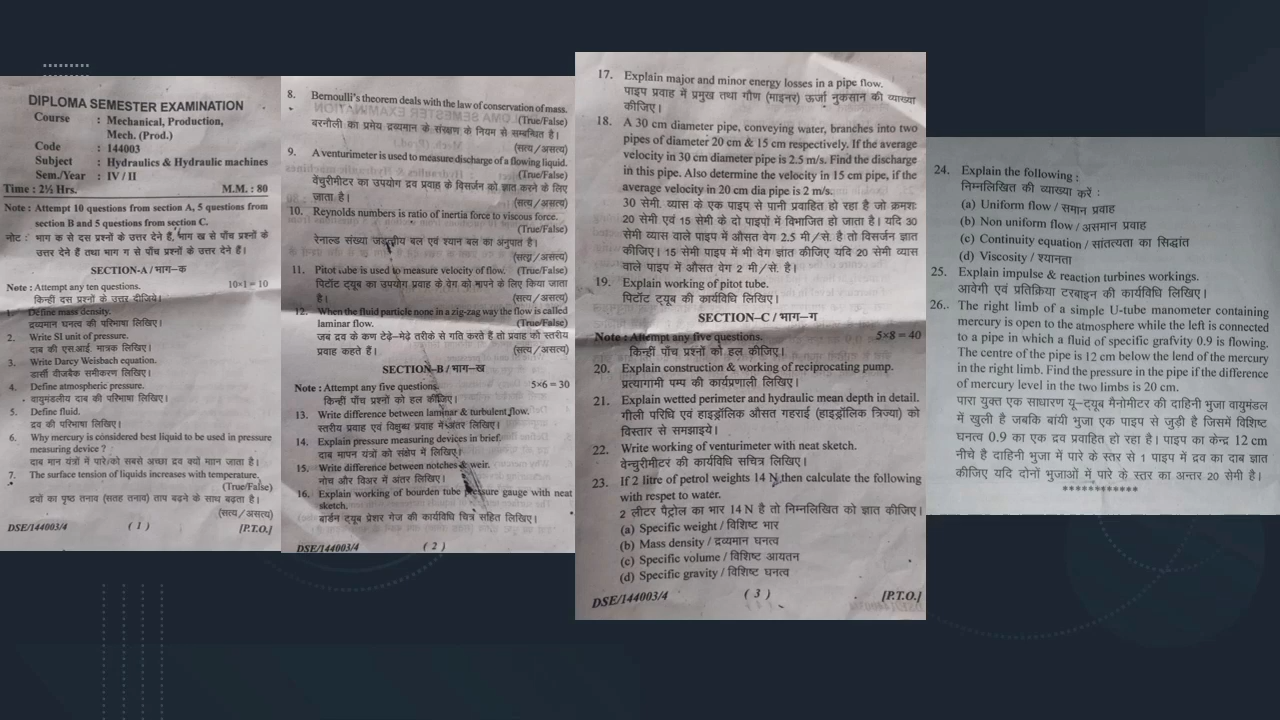 DIPLOMA SEMESTER EXAMINATION
Course : Mechanical, Production,
Mech. (Prod.)
Code : 144003
Subject : Hydraulics & Hydraulic machines
Sem./Year : IV / II
Time : 2½ Hrs. M.M. : 80
Note : Attempt 10 questions from section A, 5 questions from
section B and 5 questions from section C.
नोट : भाग क से दस प्रश्नों के उत्तर देने हैं, भाग ख से पाँच प्रश्नों के
उत्तर देने हैं तथा भाग ग से पाँच प्रश्नों के उत्तर देने हैं।
SECTION-A / भाग–क
Note : Attempt any ten questions. 10×1 = 10
किन्हीं दस प्रश्नों के उत्तर दीजिये।
1. Define mass density.
द्रव्यमान घनत्व की परिभाषा लिखिए।
2. Write SI unit of pressure.
दाब की एस.आई. मात्रक लिखिए।
3. Write Darcy Weisbach equation.
डार्सी वीजबैक समीकरण लिखिए।
4. Define atmospheric pressure.
वायुमंडलीय दाब की परिभाषा लिखिए।
5. Define fluid.
द्रव की परिभाषा लिखिए।
6. Why mercury is considered best liquid to be used in pressure
measuring device ?
दाब मान यंत्रों में पारे/को सबसे अच्छा द्रव क्यों माान जाता है।
7. The surface tension of liquids increases with temperature.
(True/False)
द्रवों का पृष्ठ तनाव (सतह तनाव) ताप बढ़ने के साथ बढ़ता है।
(सत्य/असत्य)
DSE/144003/4 ( 1 ) [P.T.O.]
8. Bernoulli's theorem deals with the law of conservation of mass.
(True/False)
बरनौली का प्रमेय द्रव्यमान के संरक्षण के नियम से सम्बन्धित है।
(सत्य/असत्य)
9. A venturimeter is used to measure discharge of a flowing liquid.
(True/False)
वेंचुरीमीटर का उपयोग द्रव प्रवाह के विसर्जन को ज्ञात करने के लिए
जाता है। (सत्य/असत्य)
10. Reynolds numbers is ratio of inertia force to viscous force.
(True/False)
रेनाल्ड संख्या जड़त्वीय बल एवं श्यान बल का अनुपात है।
(सत्य/असत्य)
11. Pitot tube is used to measure velocity of flow. (True/False)
पिटॉट ट्यूब का उपयोग प्रवाह के वेग को मापने के लिए किया जाता
है। (सत्य/असत्य)
12. When the fluid particle none in a zig-zag way the flow is called
laminar flow. (True/False)
जब द्रव के कण टेढ़े–मेढ़े तरीके से गति करते हैं तो प्रवाह को स्तरीय
प्रवाह कहते हैं। (सत्य/असत्य)
SECTION–B / भाग–ख
Note : Attempt any five questions. 5×6 = 30
किन्हीं पाँच प्रश्नों को हल कीजिए।
13. Write difference between laminar & turbulent flow.
स्तरीय प्रवाह एवं विक्षुब्ध प्रवाह में अंतर लिखिए।
14. Explain pressure measuring devices in brief.
दाब मापन यंत्रों को संक्षेप में लिखिए।
15. Write difference between notches & weir.
नोच और विअर में अंतर लिखिए।
16. Explain working of bourden tube pressure gauge with neat
sketch.
बार्डन ट्यूब प्रेशर गेज की कार्यविधि चित्र सहित लिखिए।
DSE/144003/4 ( 2 )
17. Explain major and minor energy losses in a pipe flow.
पाइप प्रवाह में प्रमुख तथा गौण (माइनर) ऊर्जा नुकसान की व्याख्या
कीजिए।
18. A 30 cm diameter pipe, conveying water, branches into two
pipes of diameter 20 cm & 15 cm respectively. If the average
velocity in 30 cm diameter pipe is 2.5 m/s. Find the discharge
in this pipe. Also determine the velocity in 15 cm pipe, if the
average velocity in 20 cm dia pipe is 2 m/s.
30 सेमी. व्यास के एक पाइप से पानी प्रवाहित हो रहा है जो क्रमशः
20 सेमी एवं 15 सेमी के दो पाइपों में विभाजित हो जाता है। यदि 30
सेमी व्यास वाले पाइप में औसत वेग 2.5 मी/से. है तो विसर्जन ज्ञात
कीजिए। 15 सेमी पाइप में भी वेग ज्ञात कीजिए यदि 20 सेमी व्यास
वाले पाइप में औसत वेग 2 मी/से. है।
19. Explain working of pitot tube.
पिटॉट ट्यूब की कार्यविधि लिखिए।
SECTION–C / भाग–ग
Note : Attempt any five questions. 5×8 = 40
किन्हीं पाँच प्रश्नों को हल कीजिए।
20. Explain construction & working of reciprocating pump.
प्रत्यागामी पम्प की कार्यप्रणाली लिखिए।
21. Explain wetted perimeter and hydraulic mean depth in detail.
गीली परिधि एवं हाइड्रॉलिक औसत गहराई (हाइड्रॉलिक त्रिज्या) को
विस्तार से समझाइये।
22. Write working of venturimeter with neat sketch.
वेन्चुरीमीटर की कार्यविधि सचित्र लिखिए।
23. If 2 litre of petrol weights 14 N then calculate the following
with respet to water.
2 लीटर पैट्रोल का भार 14 N है तो निम्नलिखित को ज्ञात कीजिए।
(a) Specific weight / विशिष्ट भार
(b) Mass density / द्रव्यमान घनत्व
(c) Specific volume / विशिष्ट आयतन
(d) Specific gravity / विशिष्ट घनत्व
DSE/144003/4 ( 3 ) [P.T.O.]
24. Explain the following :
निम्नलिखित की व्याख्या करें :
(a) Uniform flow / समान प्रवाह
(b) Non uniform flow / असमान प्रवाह
(c) Continuity equation / सांतत्यता का सिद्धांत
(d) Viscosity / श्यानता
25. Explain impulse & reaction turbines workings.
आवेगी एवं प्रतिक्रिया टरबाइन की कार्यविधि लिखिए।
26. The right limb of a simple U-tube manometer containing
mercury is open to the atmosphere while the left is connected
to a pipe in which a fluid of specific grafvity 0.9 is flowing.
The centre of the pipe is 12 cm below the lend of the mercury
in the right limb. Find the pressure in the pipe if the difference
of mercury level in the two limbs is 20 cm.
पारा युक्त एक साधारण यू–ट्यूब मैनोमीटर की दाहिनी भुजा वायुमंडल
में खुली है जबकि बांयी भुजा एक पाइप से जुड़ी है जिसमें विशिष्ट
घनत्व 0.9 का एक द्रव प्रवाहित हो रहा है। पाइप का केन्द्र 12 cm
नीचे है दाहिनी भुजा में पारे के स्तर से 1 पाइप में द्रव का दाब ज्ञात
कीजिए यदि दोनों भुजाओं में पारे के स्तर का अन्तर 20 सेमी है।
************